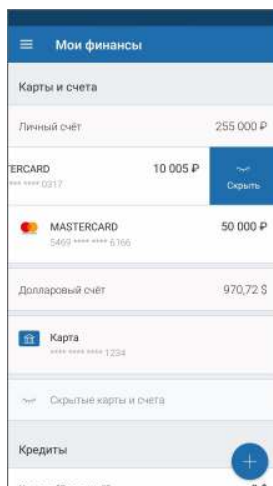 Мои финансы
Карты и счета
Личный счёт 255 000 ₽
ERCARD 10 005 ₽
**** **** 0317
Скрыть
MASTERCARD 50 000 ₽
5469 **** **** 6166
Долларовый счёт 970,72 $
Карта
**** **** **** 1234
Скрытые карты и счета
Кредиты